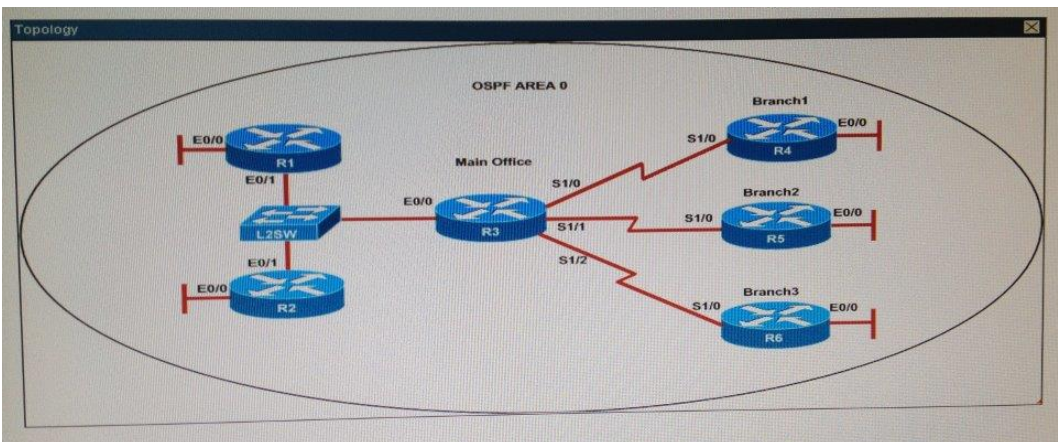 Topology
OSPF AREA 0
Branch1
E0/0
R1
E0/1
L2SW
E0/1
E0/0
R2
Main Office
E0/0
R3
S1/0
S1/1
S1/2
S1/0
R4
E0/0
Branch2
S1/0
R5
E0/0
Branch3
S1/0
R6
E0/0